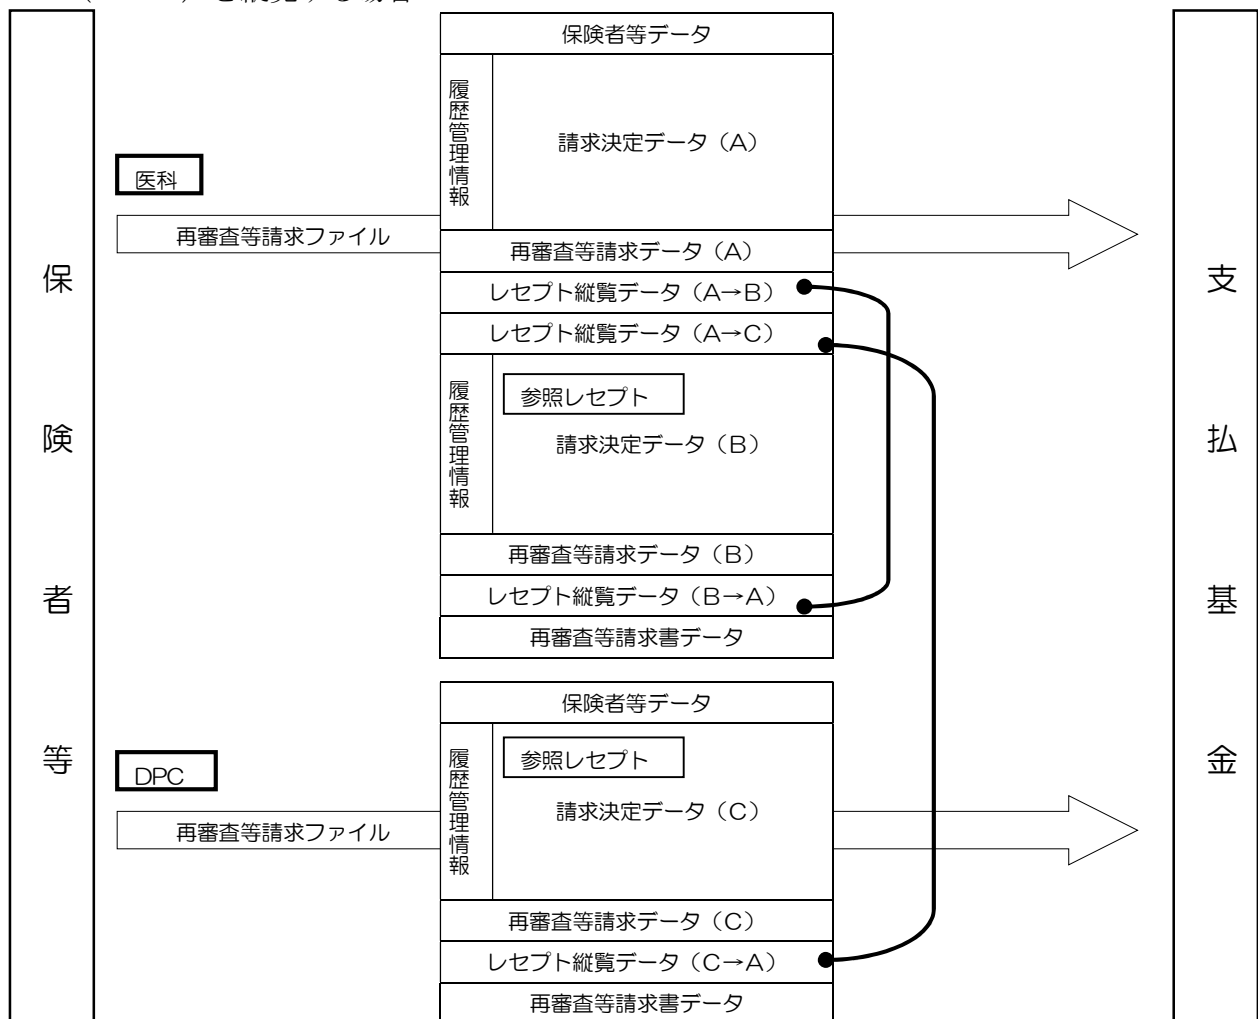 保険者等
保険者等データ
履歴管理情報
請求決定データ（A）
医科
再審査等請求ファイル
再審査等請求データ（A）
レセプト縦覧データ（A→B）
レセプト縦覧データ（A→C）
履歴管理情報
参照レセプト
請求決定データ（B）
再審査等請求データ（B）
レセプト縦覧データ（B→A）
再審査等請求書データ
保険者等データ
履歴管理情報
参照レセプト
請求決定データ（C）
DPC
再審査等請求ファイル
再審査等請求データ（C）
レセプト縦覧データ（C→A）
再審査等請求書データ
支払基金